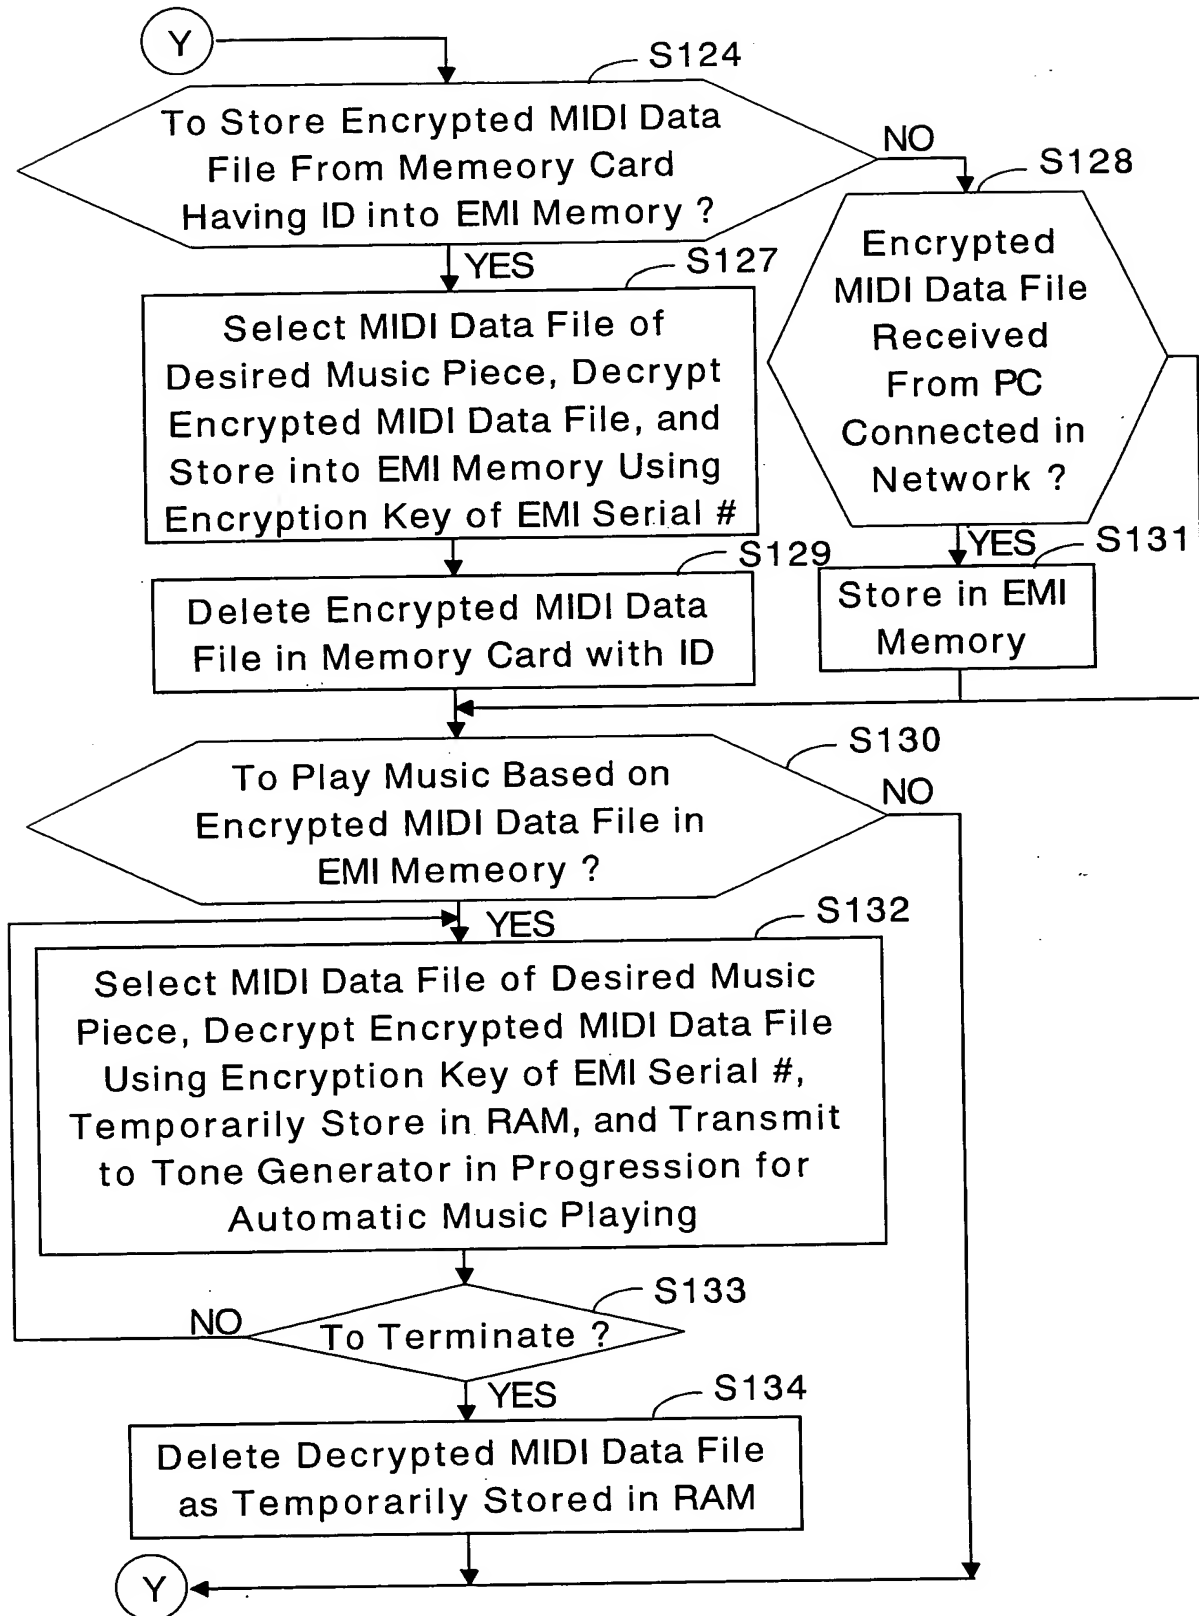 Y
S124
To Store Encrypted MIDI Data
File From Memeory Card
Having ID into EMI Memory ?
NO
YES
S128
Encrypted
MIDI Data File
Received
From PC
Connected in
Network ?
S127
Select MIDI Data File of
Desired Music Piece, Decrypt
Encrypted MIDI Data File, and
Store into EMI Memory Using
Encryption Key of EMI Serial #
YES
S131
Store in EMI
Memory
S129
Delete Encrypted MIDI Data
File in Memory Card with ID
S130
To Play Music Based on
Encrypted MIDI Data File in
EMI Memeory ?
NO
YES
S132
Select MIDI Data File of Desired Music
Piece, Decrypt Encrypted MIDI Data File
Using Encryption Key of EMI Serial #,
Temporarily Store in RAM, and Transmit
to Tone Generator in Progression for
Automatic Music Playing
S133
To Terminate ?
NO
YES
S134
Delete Decrypted MIDI Data File
as Temporarily Stored in RAM
Y